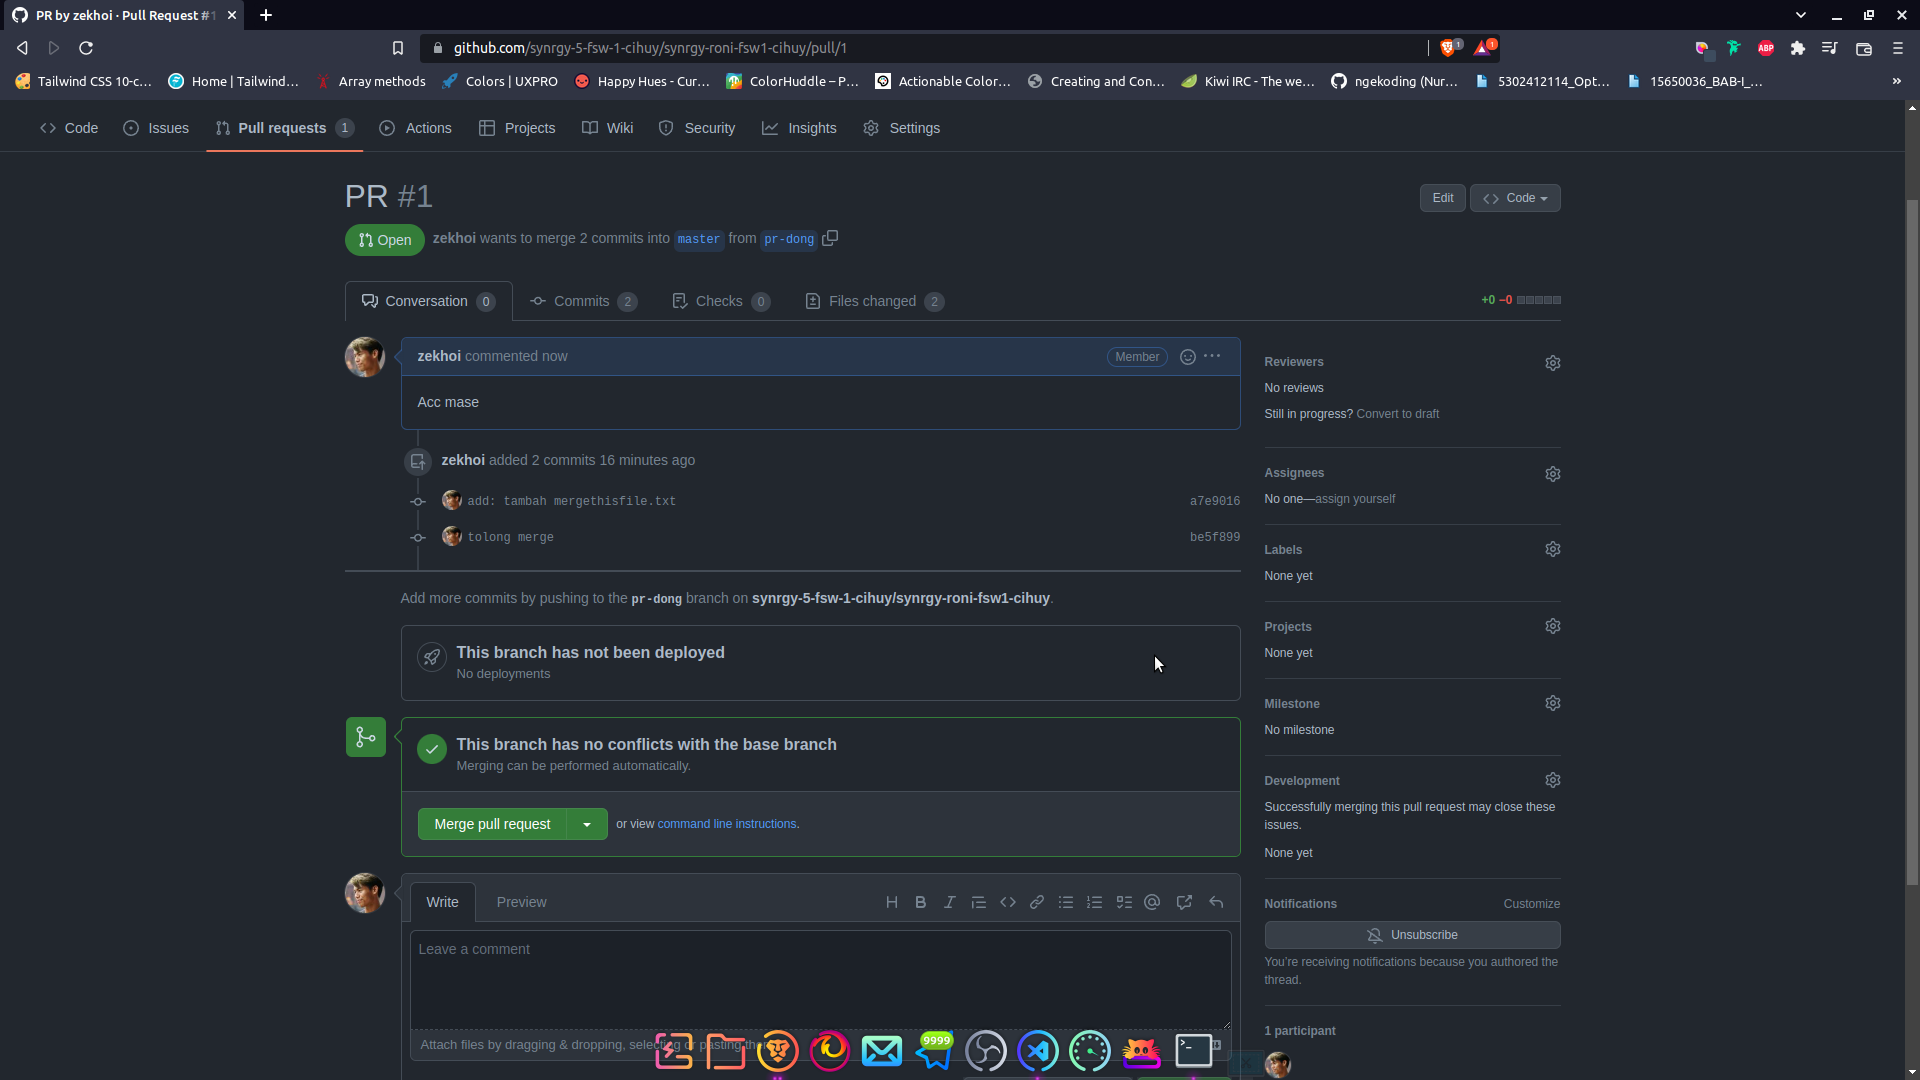 PR by zekhoi · Pull Request #1
github.com/synrgy-5-fsw-1-cihuy/synrgy-roni-fsw1-cihuy/pull/1
1
1
ABP
Tailwind CSS 10-c...
Home | Tailwind...
Array methods
Colors | UXPRO
Happy Hues - Cur...
ColorHuddle – P...
Actionable Color...
Creating and Con...
Kiwi IRC - The we...
ngekoding (Nur...
5302412114_Opt...
15650036_BAB-I_...
Code
Issues
Pull requests 1
Actions
Projects
Wiki
Security
Insights
Settings
PR #1
Edit
Code
Open
zekhoi wants to merge 2 commits into master from pr-dong
Conversation 0
Commits 2
Checks 0
Files changed 2
+0 −0
zekhoi commented now
Member
Acc mase
zekhoi added 2 commits 16 minutes ago
add: tambah mergethisfile.txt
a7e9016
tolong merge
be5f899
Add more commits by pushing to the pr-dong branch on synrgy-5-fsw-1-cihuy/synrgy-roni-fsw1-cihuy.
This branch has not been deployed
No deployments
This branch has no conflicts with the base branch
Merging can be performed automatically.
Merge pull request
or view command line instructions.
Write
Preview
Leave a comment
Attach files by dragging & dropping, selecting or pasting
9999
Reviewers
No reviews
Still in progress? Convert to draft
Assignees
No one—assign yourself
Labels
None yet
Projects
None yet
Milestone
No milestone
Development
Successfully merging this pull request may close these
issues.
None yet
Notifications
Customize
Unsubscribe
You're receiving notifications because you authored the
thread.
1 participant